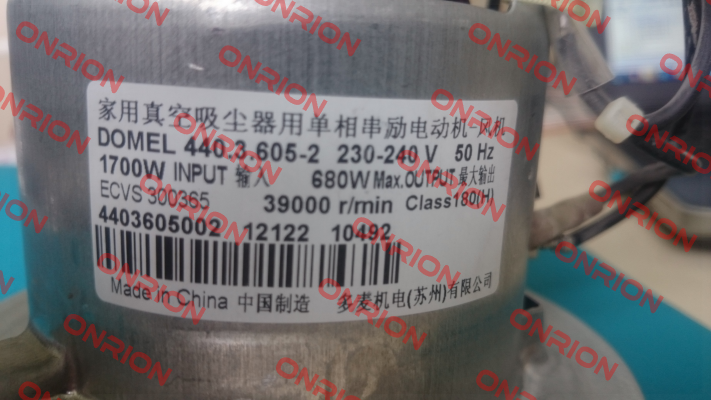 家用真空吸尘器用单相串励电动机-风机
DOMEL 440.3.605-2 230-240 V 50 Hz
1700W INPUT 输入 680W Max.OUTPUT 最大输出
ECVS 300365 39000 r/min Class180(H)
4403605002 12122 10492
Made in China 中国制造 多麦机电(苏州)有限公司
ONRION